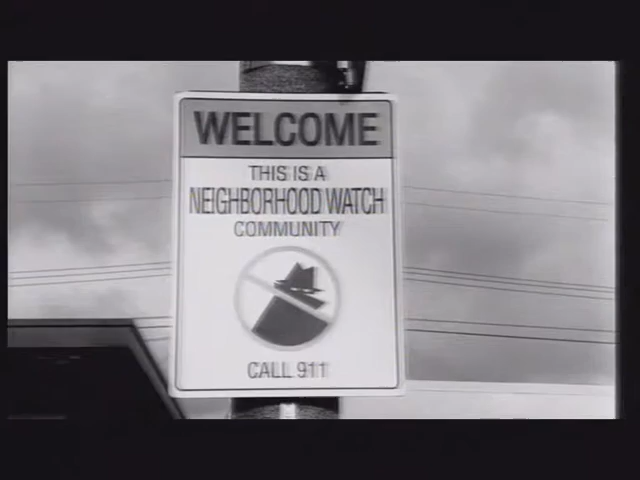 WELCOME
THIS IS A
NEIGHBORHOOD WATCH
COMMUNITY
CALL 911